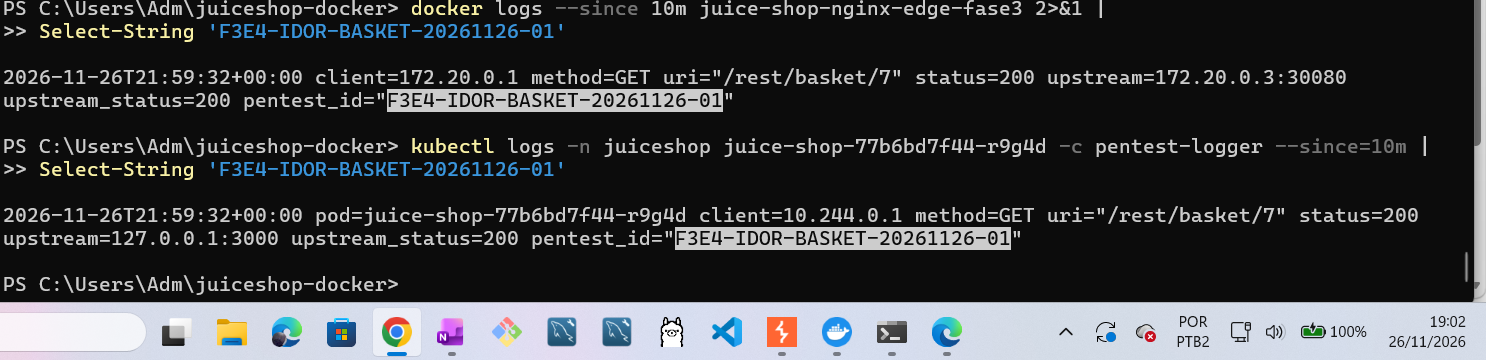 PS C:\Users\Adm\juiceshop-docker> docker logs --since 10m juice-shop-nginx-edge-fase3 2>&1 |
>> Select-String 'F3E4-IDOR-BASKET-20261126-01'
2026-11-26T21:59:32+00:00 client=172.20.0.1 method=GET uri="/rest/basket/7" status=200 upstream=172.20.0.3:30080
upstream_status=200 pentest_id="F3E4-IDOR-BASKET-20261126-01"
PS C:\Users\Adm\juiceshop-docker> kubectl logs -n juiceshop juice-shop-77b6bd7f44-r9g4d -c pentest-logger --since=10m |
>> Select-String 'F3E4-IDOR-BASKET-20261126-01'
2026-11-26T21:59:32+00:00 pod=juice-shop-77b6bd7f44-r9g4d client=10.244.0.1 method=GET uri="/rest/basket/7" status=200
upstream=127.0.0.1:3000 upstream_status=200 pentest_id="F3E4-IDOR-BASKET-20261126-01"
PS C:\Users\Adm\juiceshop-docker>
POR
PTB2
100%
19:02
26/11/2026